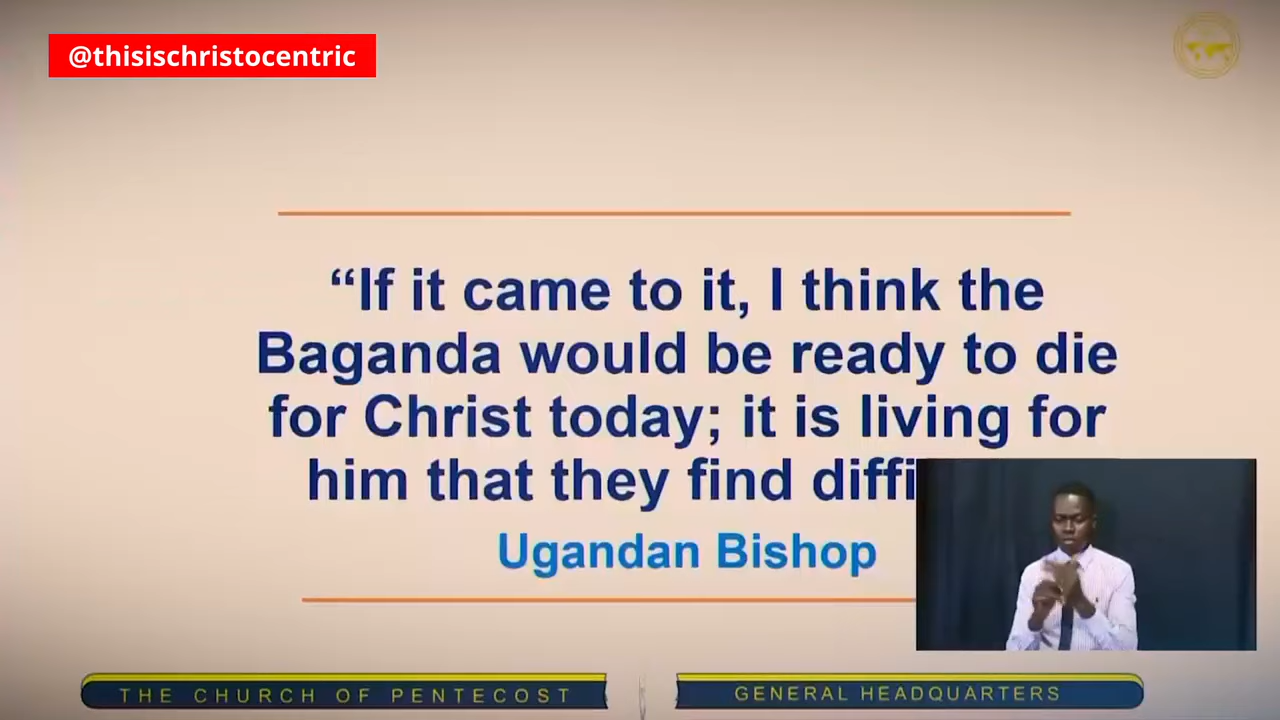 @thisischristocentric
“If it came to it, I think the
Baganda would be ready to die
for Christ today; it is living for
him that they find
Ugandan Bishop
THE CHURCH OF PENTECOST
GENERAL HEADQUARTERS